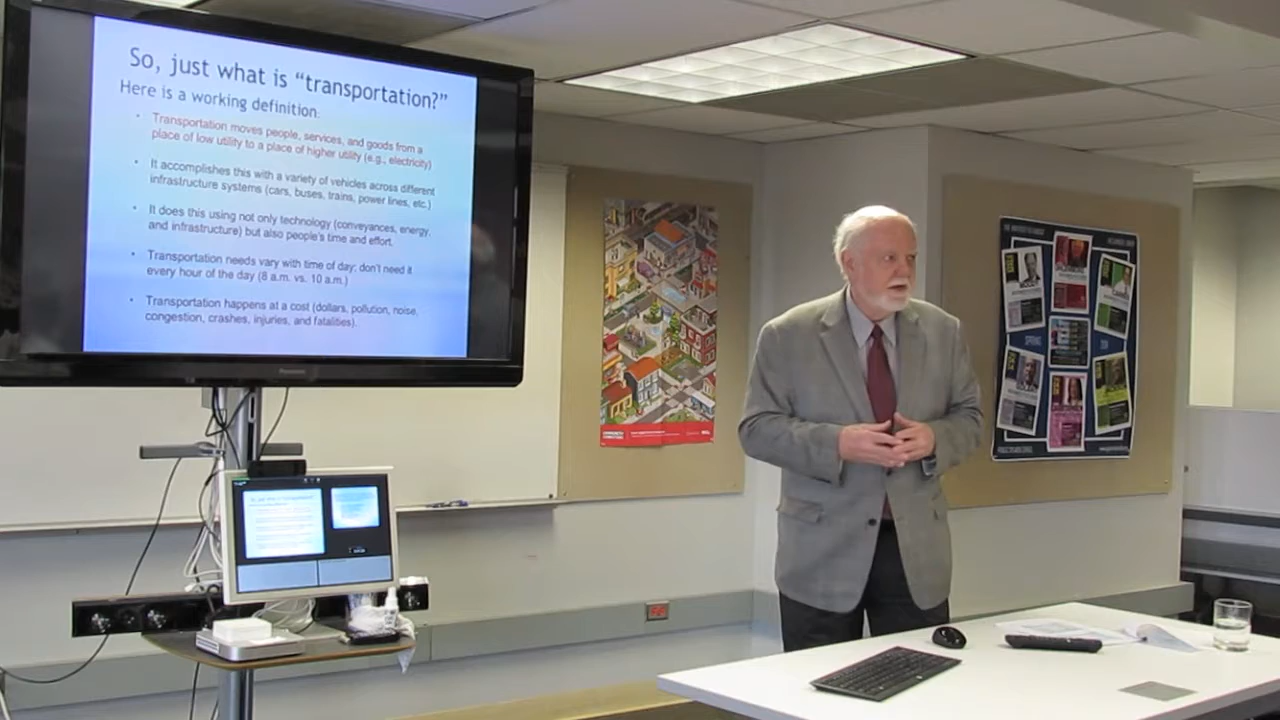 So, just what is “transportation?”
Here is a working definition:
• Transportation moves people, services, and goods from a
place of low utility to a place of higher utility (e.g., electricity)
• It accomplishes this with a variety of vehicles across different
infrastructure systems (cars, buses, trains, power lines, etc.)
• It does this using not only technology (conveyances, energy,
and infrastructure) but also people's time and effort.
• Transportation needs vary with time of day; don't need it
every hour of the day (8 a.m. vs. 10 a.m.)
• Transportation happens at a cost (dollars, pollution, noise,
congestion, crashes, injuries, and fatalities).
Panasonic
SPRING